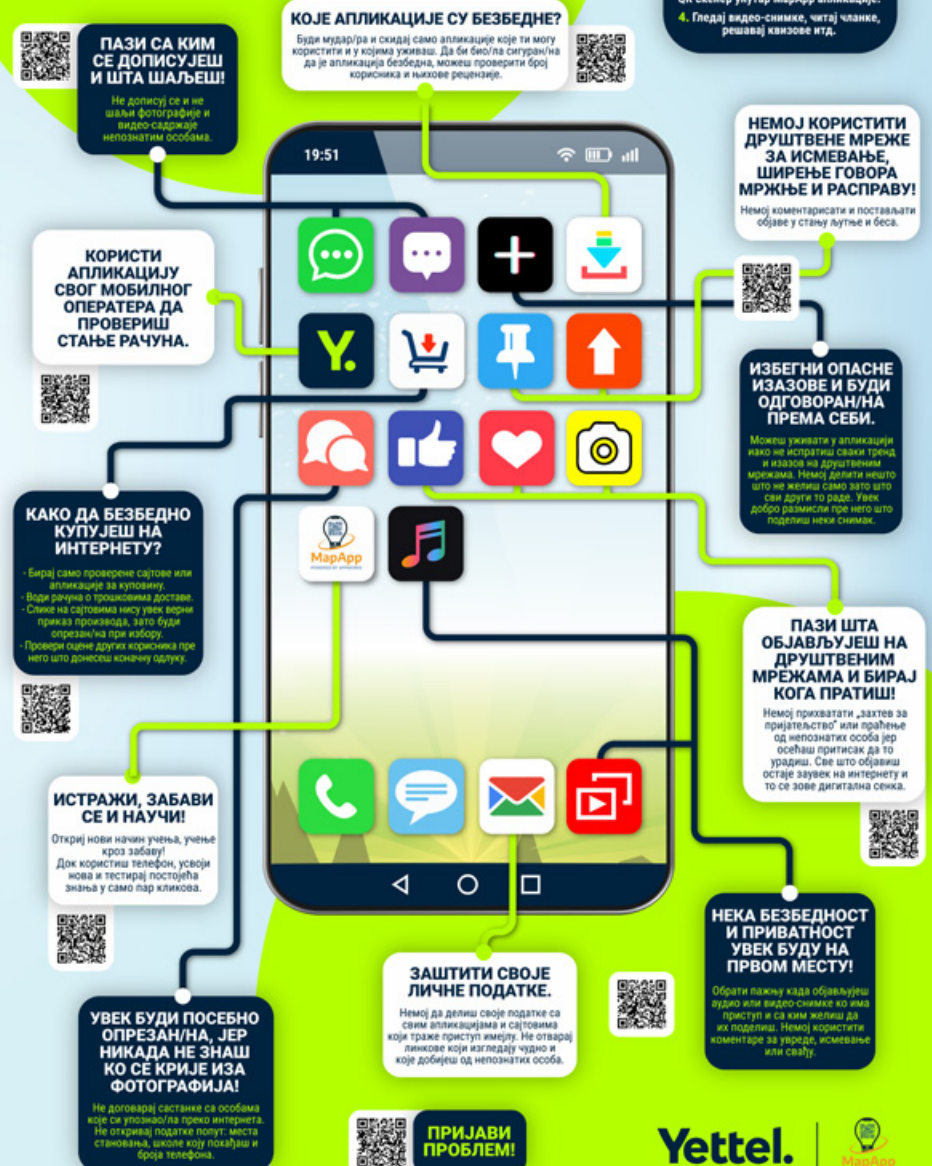 QR скенер унутар MapApp апликације.
4. Гледај видео-снимке, читај чланке,
решавај квизове итд.
КОЈЕ АПЛИКАЦИЈЕ СУ БЕЗБЕДНЕ?
Буди мудар/ра и скидај само апликације које ти могу
користити и у којима уживаш. Да би био/ла сигуран/на
да је апликација безбедна, можеш проверити број
корисника и њихове рецензије.
ПАЗИ СА КИМ
СЕ ДОПИСУЈЕШ
И ШТА ШАЉЕШ!
Не дописуј се и не
шаљи фотографије и
видео-садржаје
непознатим особама.
НЕМОЈ КОРИСТИТИ
ДРУШТВЕНЕ МРЕЖЕ
ЗА ИСМЕВАЊЕ,
ШИРЕЊЕ ГОВОРА
МРЖЊЕ И РАСПРАВУ!
Немој коментарисати и постављати
објаве у стању љутње и беса.
19:51
КОРИСТИ
АПЛИКАЦИЈУ
СВОГ МОБИЛНОГ
ОПЕРАТЕРА ДА
ПРОВЕРИШ
СТАЊЕ РАЧУНА.
Y.
ИЗБЕГНИ ОПАСНЕ
ИЗАЗОВЕ И БУДИ
ОДГОВОРАН/НА
ПРЕМА СЕБИ.
Можеш уживати у апликацији
иако не испратиш сваки тренд
и изазов на друштвеним
мрежама. Немој делити нешто
што не желиш само зато што
сви други то раде. Увек
добро размисли пре него што
поделиш неки снимак.
КАКО ДА БЕЗБЕДНО
КУПУЈЕШ НА
ИНТЕРНЕТУ?
- Бирај само проверене сајтове или
апликације за куповину.
- Води рачуна о трошковима доставе.
- Слике на сајтовима нису увек верни
приказ производа, зато буди
опрезан/на при избору.
- Провери оцене других корисника пре
него што донесеш коначну одлуку.
MapApp
ПАЗИ ШТА
ОБЈАВЉУЈЕШ НА
ДРУШТВЕНИМ
МРЕЖАМА И БИРАЈ
КОГА ПРАТИШ!
Немој прихватати „захтев за
пријатељство" или праћење
од непознатих особа јер
осећаш притисак да то
урадиш. Све што објавиш
остаје заувек на интернету и
то се зове дигитална сенка.
ИСТРАЖИ, ЗАБАВИ
СЕ И НАУЧИ!
Откриј нови начин учења, учење
кроз забаву!
Док користиш телефон, усвоји
нова и тестирај постојећа
знања у само пар кликова.
НЕКА БЕЗБЕДНОСТ
И ПРИВАТНОСТ
УВЕК БУДУ НА
ПРВОМ МЕСТУ!
Обрати пажњу када објављујеш
аудио или видео-снимке ко има
приступ и са ким желиш да
их поделиш. Немој користити
коментаре за увреде, исмевање
или свађу.
ЗАШТИТИ СВОЈЕ
ЛИЧНЕ ПОДАТКЕ.
Немој да делиш своје податке са
свим апликацијама и сајтовима
који траже приступ имејлу. Не отварај
линкове који изгледају чудно и
које добијеш од непознатих особа.
УВЕК БУДИ ПОСЕБНО
ОПРЕЗАН/НА, ЈЕР
НИКАДА НЕ ЗНАШ
КО СЕ КРИЈЕ ИЗА
ФОТОГРАФИЈА!
Не договарај састанке са особама
које си упознао/ла преко интернета.
Не откривај податке попут: места
становања, школе коју похађаш и
броја телефона.
ПРИЈАВИ
ПРОБЛЕМ!
Yettel.
MapApp